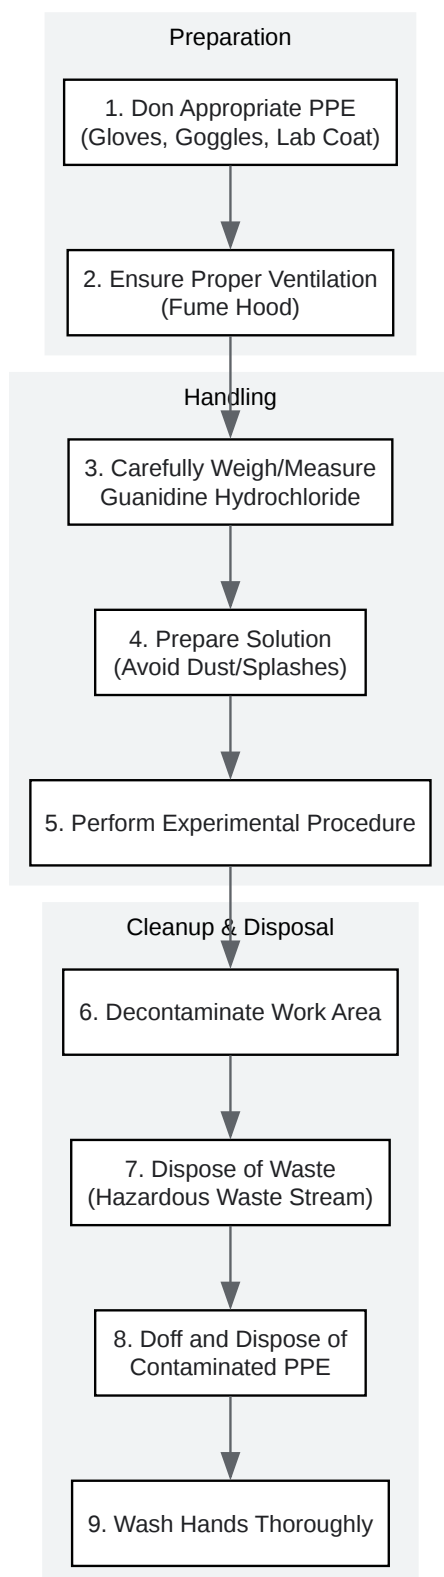 Preparation
1. Don Appropriate PPE
(Gloves, Goggles, Lab Coat)
2. Ensure Proper Ventilation
(Fume Hood)
Handling
3. Carefully Weigh/Measure
Guanidine Hydrochloride
4. Prepare Solution
(Avoid Dust/Splashes)
5. Perform Experimental Procedure
Cleanup & Disposal
6. Decontaminate Work Area
7. Dispose of Waste
(Hazardous Waste Stream)
8. Doff and Dispose of
Contaminated PPE
9. Wash Hands Thoroughly